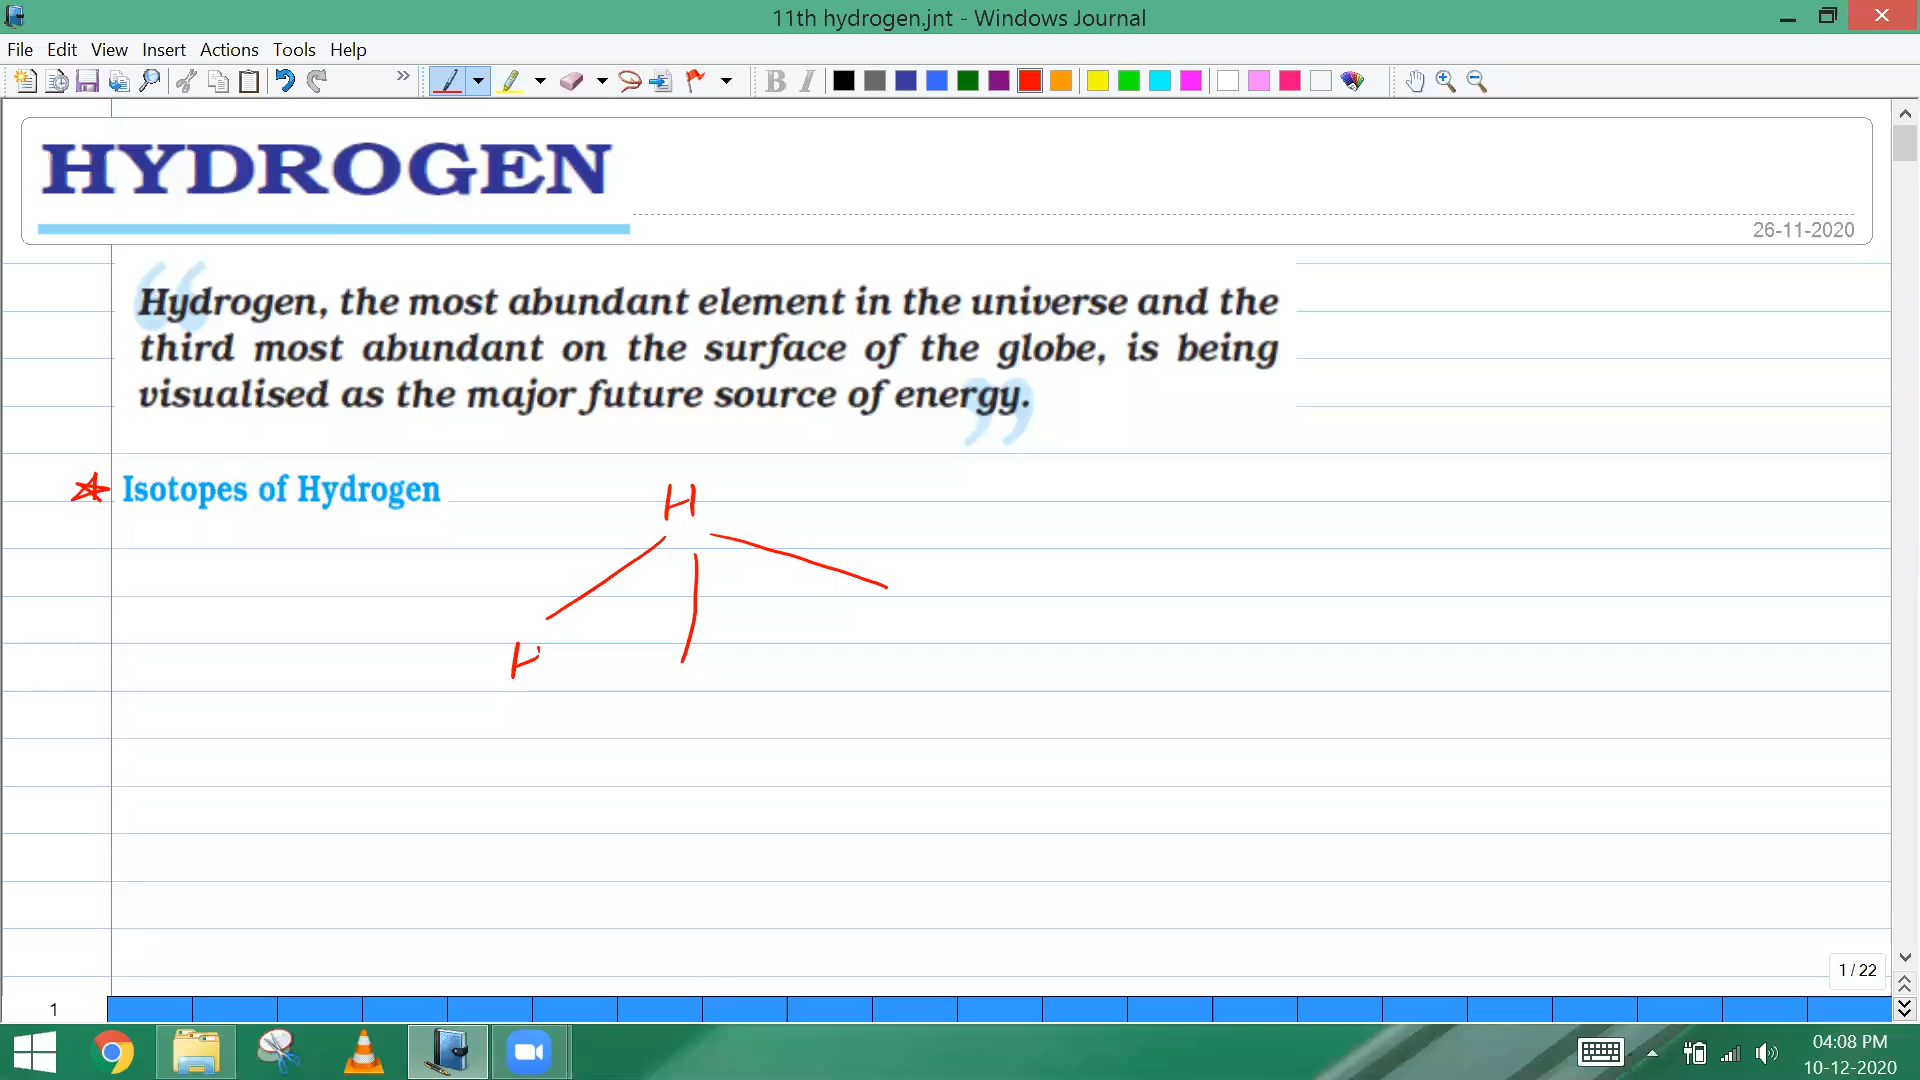 11th hydrogen.jnt - Windows Journal
File Edit View Insert Actions Tools Help
B I
HYDROGEN
26-11-2020
“Hydrogen, the most abundant element in the universe and the
third most abundant on the surface of the globe, is being
visualised as the major future source of energy.”
Isotopes of Hydrogen
H
1 / 22
1
04:08 PM
10-12-2020